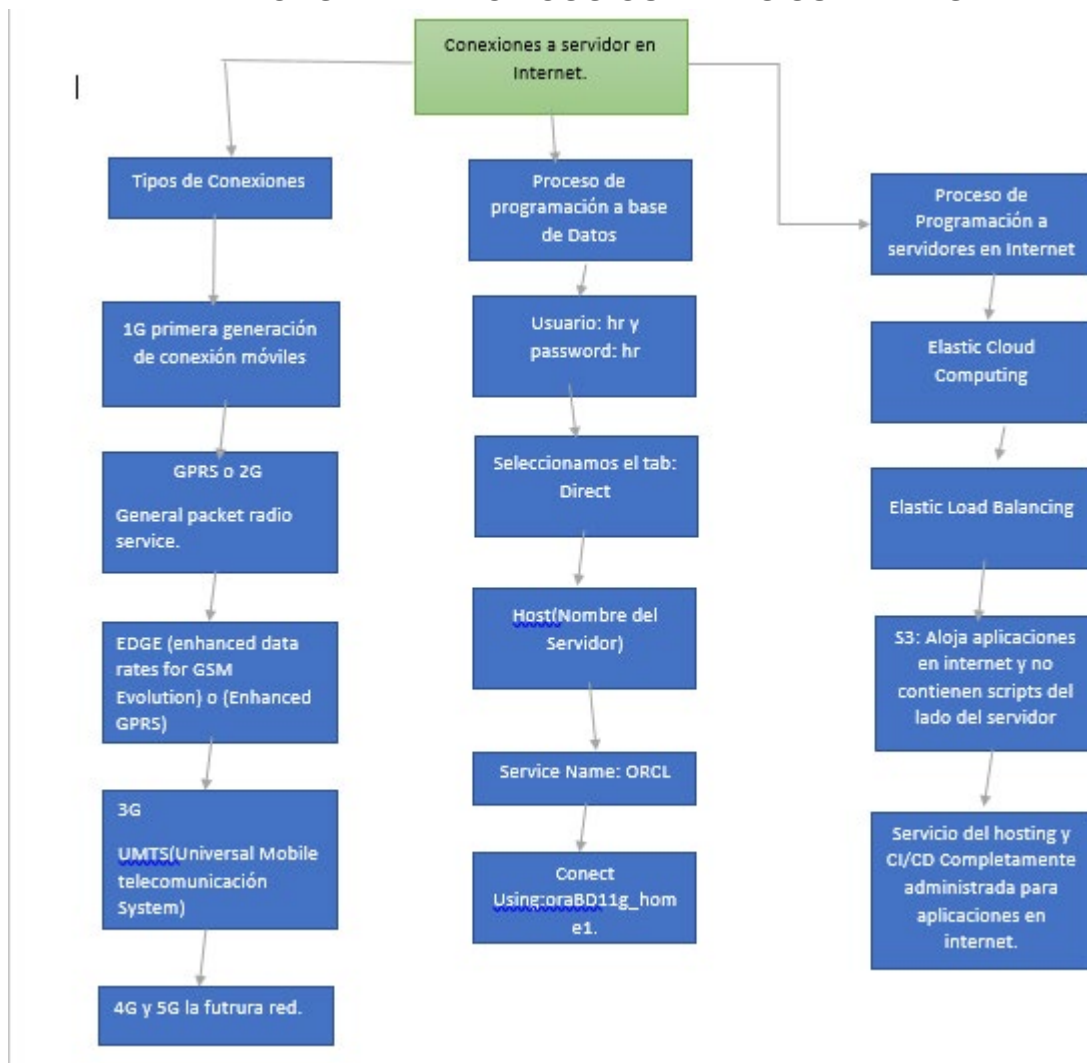 Conexiones a servidor en
Internet.
Tipos de Conexiones
1G primera generación
de conexión móviles
GPRS o 2G
General packet radio
service.
EDGE (enhanced data
rates for GSM
Evolution) o (Enhanced
GPRS)
3G
UMTS(Universal Mobile
telecomunicación
System)
4G y 5G la futrura red.
Proceso de
programación a base
de Datos
Usuario: hr y
password: hr
Seleccionamos el tab:
Direct
Host(Nombre del
Servidor)
Service Name: ORCL
Conect
Using:oraBD11g_hom
e1.
Proceso de
Programación a
servidores en Internet
Elastic Cloud
Computing
Elastic Load Balancing
S3: Aloja aplicaciones
en internet y no
contienen scripts del
lado del servidor
Servicio del hosting y
CI/CD Completamente
administrada para
aplicaciones en
internet.